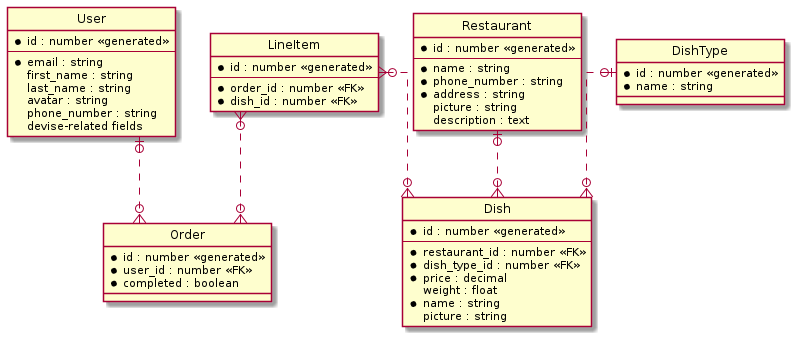 User
id : number «generated»
email : string
first_name : string
last_name : string
avatar : string
phone_number : string
devise-related fields
LineItem
id : number «generated»
order_id : number «FK»
dish_id : number «FK»
Restaurant
id : number «generated»
name : string
phone_number : string
address : string
picture : string
description : text
DishType
id : number «generated»
name : string
Order
id : number «generated»
user_id : number «FK»
completed : boolean
Dish
id : number «generated»
restaurant_id : number «FK»
dish_type_id : number «FK»
price : decimal
weight : float
name : string
picture : string